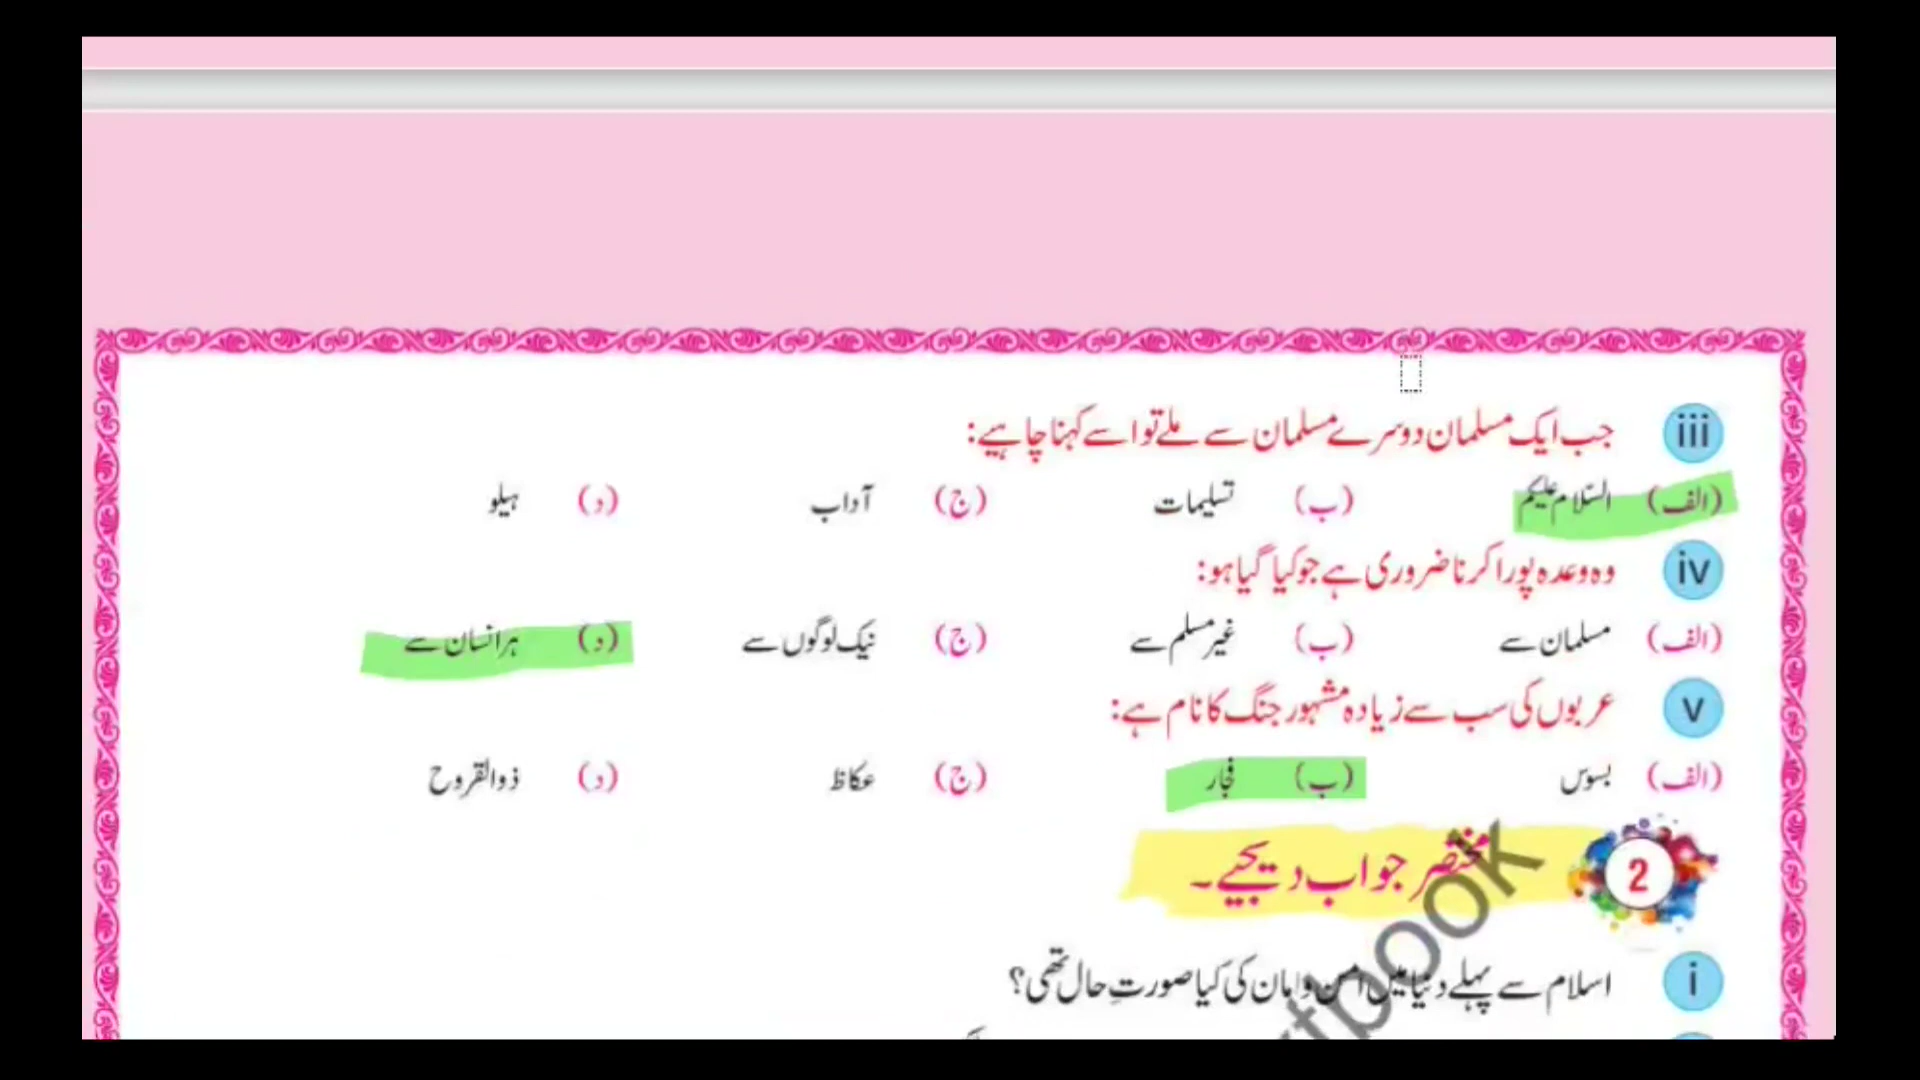 iii جب ایک مسلمان دوسرے مسلمان سے ملے تو اسے کہنا چاہیے:
(الف) السّلام علیکم (ب) تسلیمات (ج) آداب (د) ہیلو
iv وہ وعدہ پورا کرنا ضروری ہے جو کیا گیا ہو:
(الف) مسلمان سے (ب) غیر مسلم سے (ج) نیک لوگوں سے (د) ہر انسان سے
v عربوں کی سب سے زیادہ مشہور جنگ کا نام ہے:
(الف) بسوس (ب) فجار (ج) عکاظ (د) ذوالقروح
2 مختصر جواب دیجیے۔
i اسلام سے پہلے دنیا میں امن و امان کی کیا صورتِ حال تھی؟